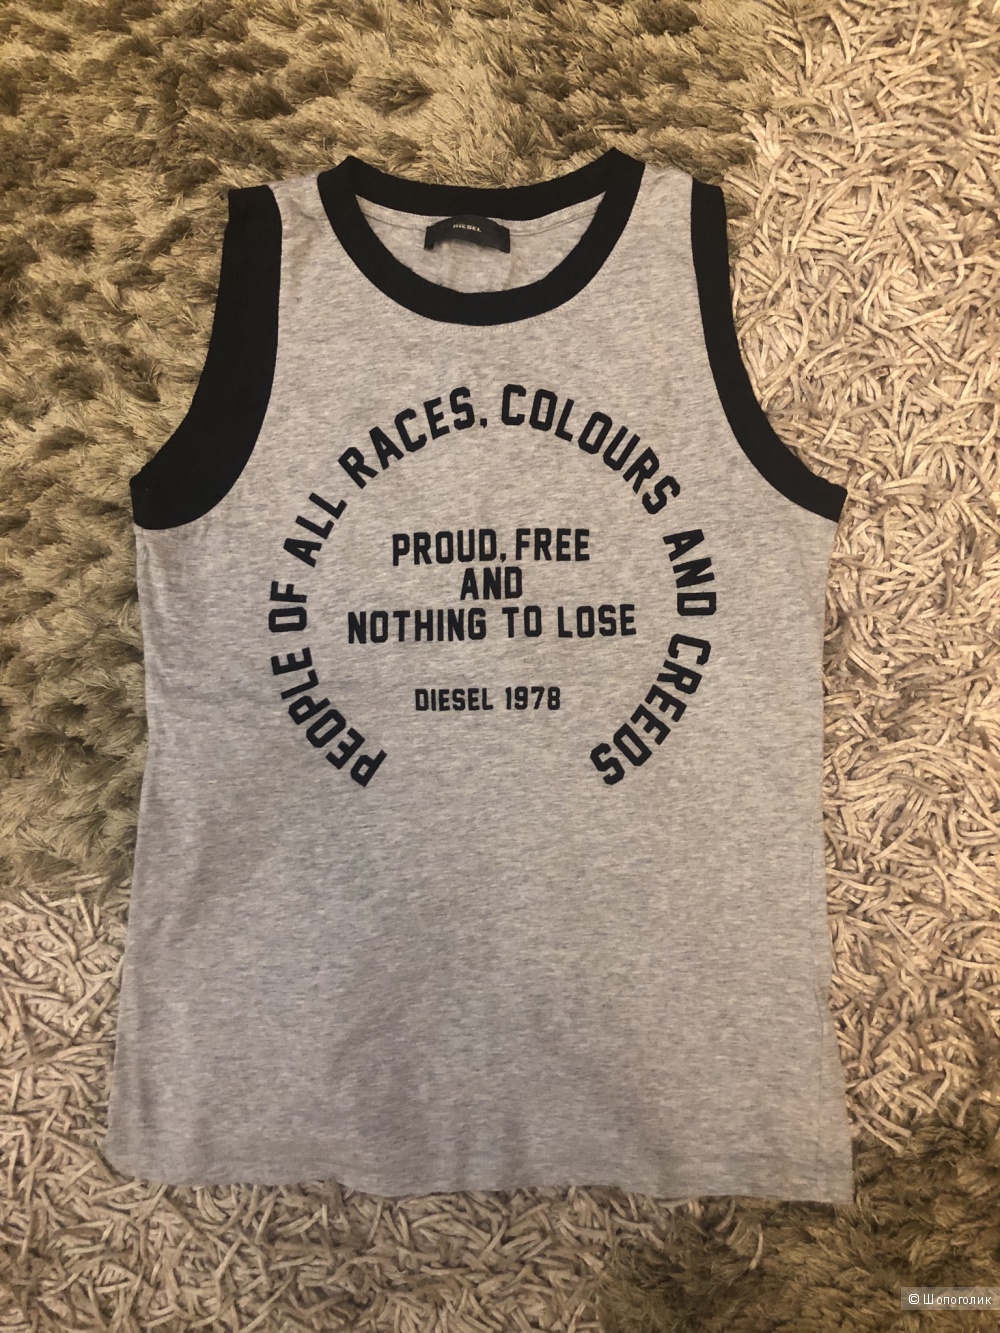 DIESEL
PEOPLE OF ALL RACES, COLOURS AND CREEDS
PROUD, FREE
AND
NOTHING TO LOSE
DIESEL 1978
© Шопоголик